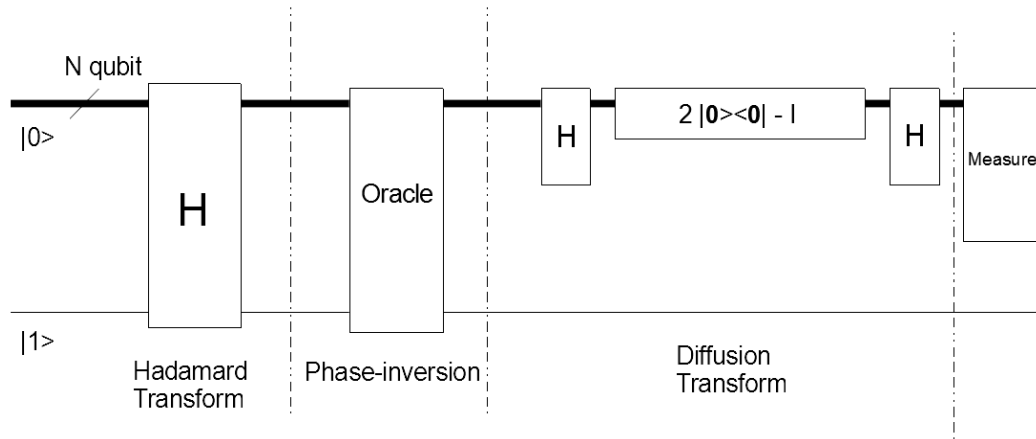 N qubit
|0>
H
Oracle
H
2 |0><0| - I
H
Measure
|1>
Hadamard
Transform
Phase-inversion
Diffusion
Transform